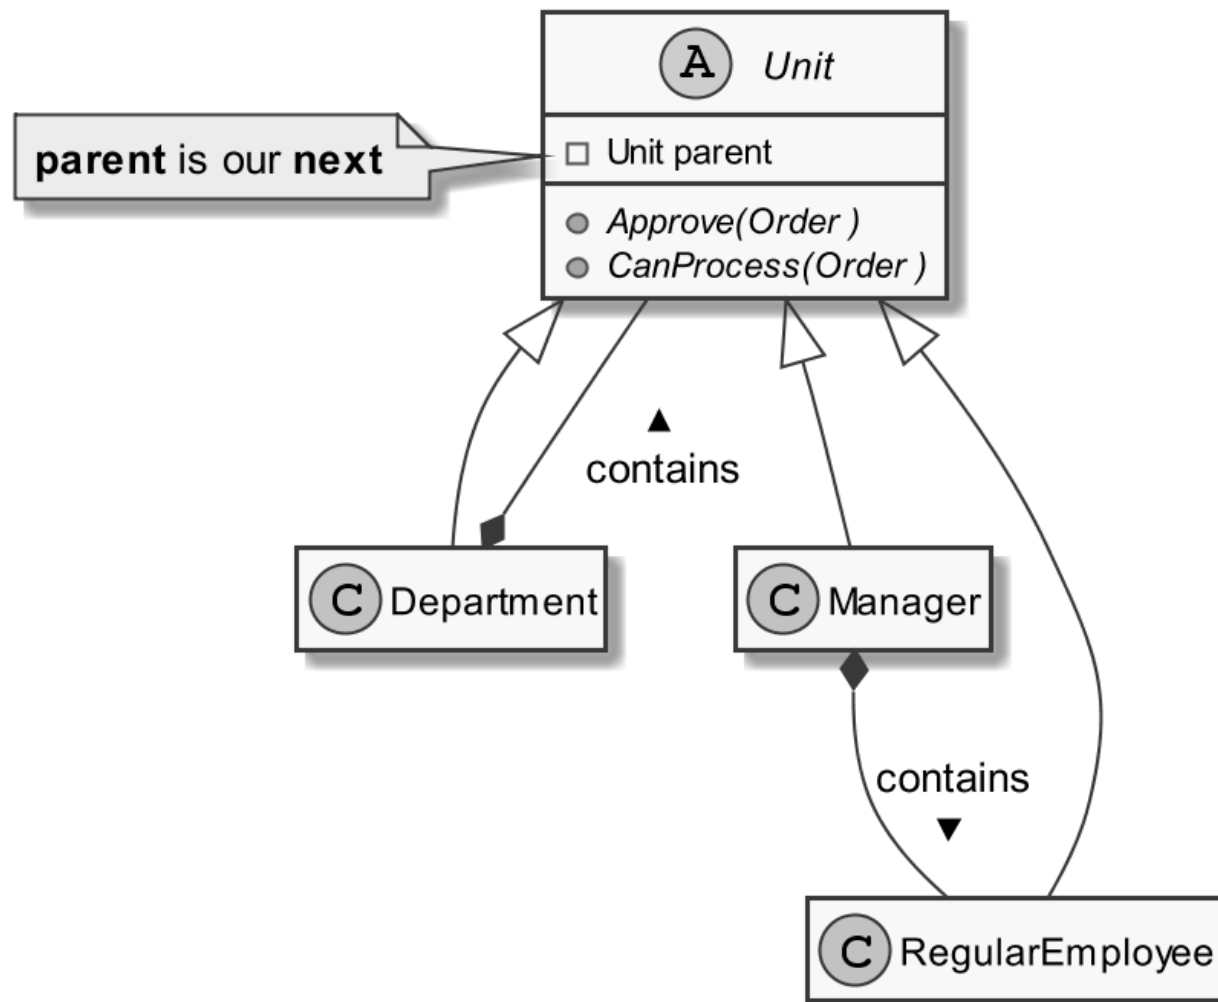 A Unit
parent is our next
Unit parent
Approve(Order )
CanProcess(Order )
▲
contains
C Department
C Manager
contains
▼
C RegularEmployee